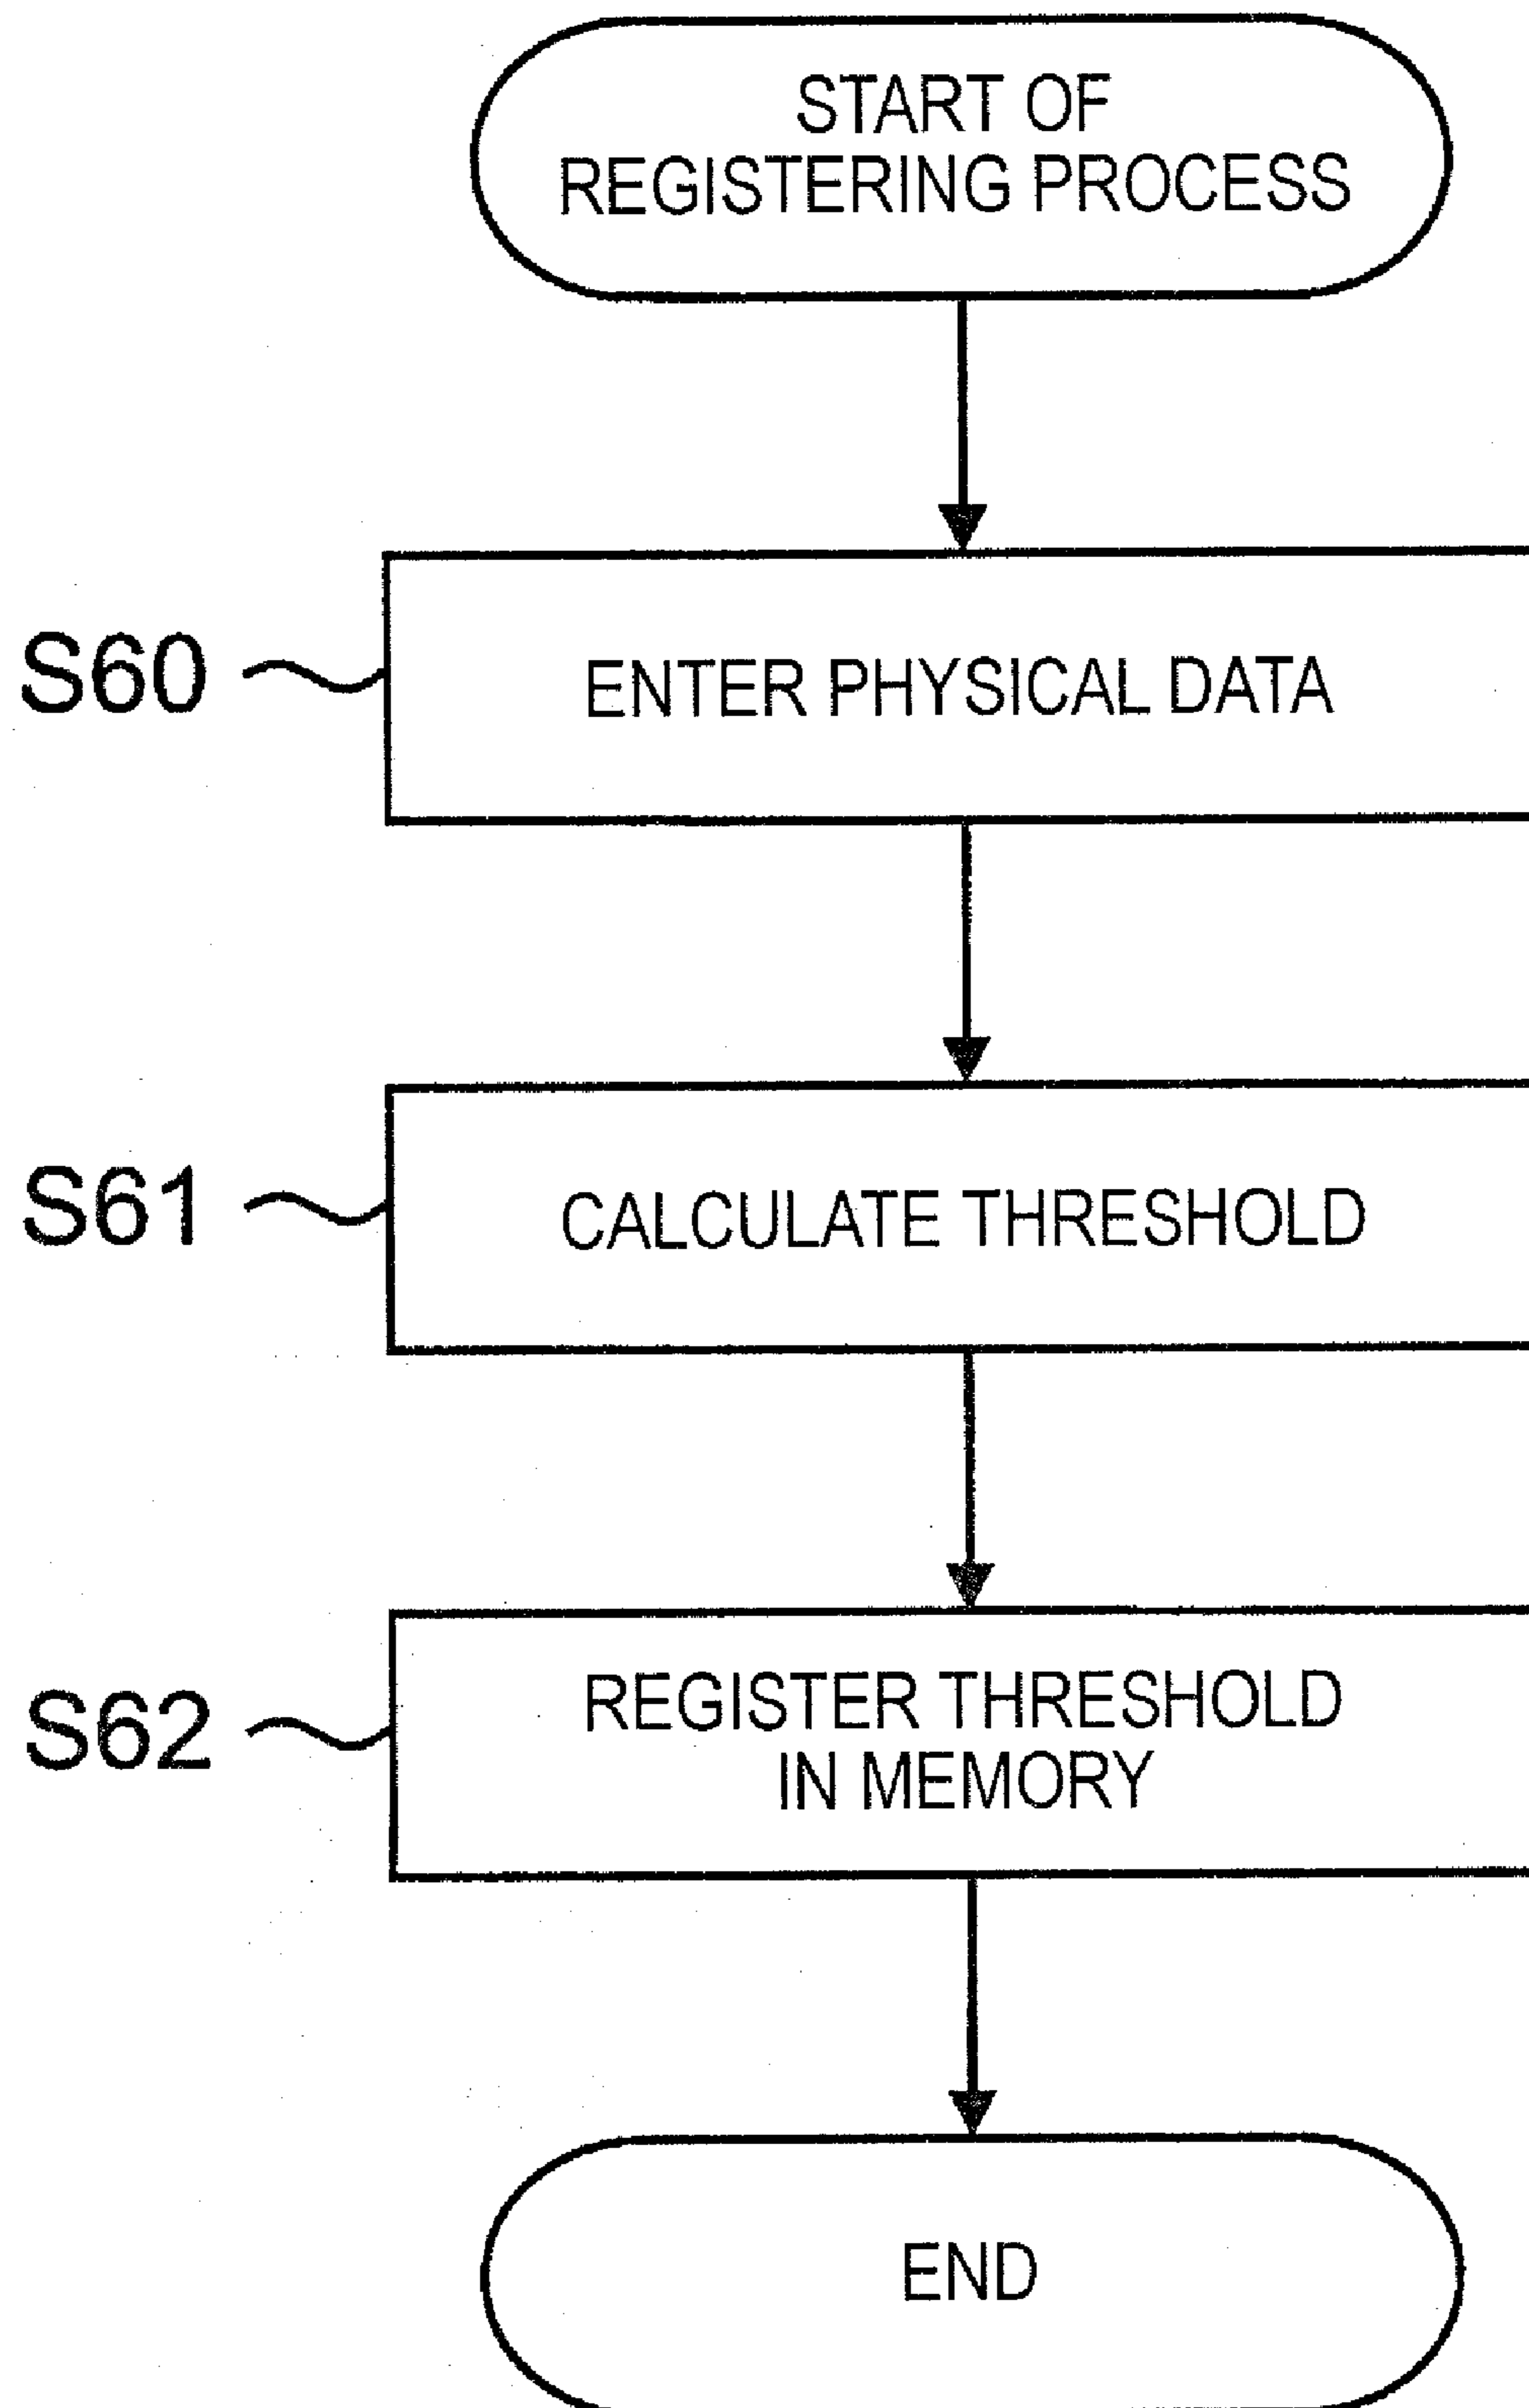 START OF
REGISTERING PROCESS
S60
ENTER PHYSICAL DATA
S61
CALCULATE THRESHOLD
S62
REGISTER THRESHOLD
IN MEMORY
END